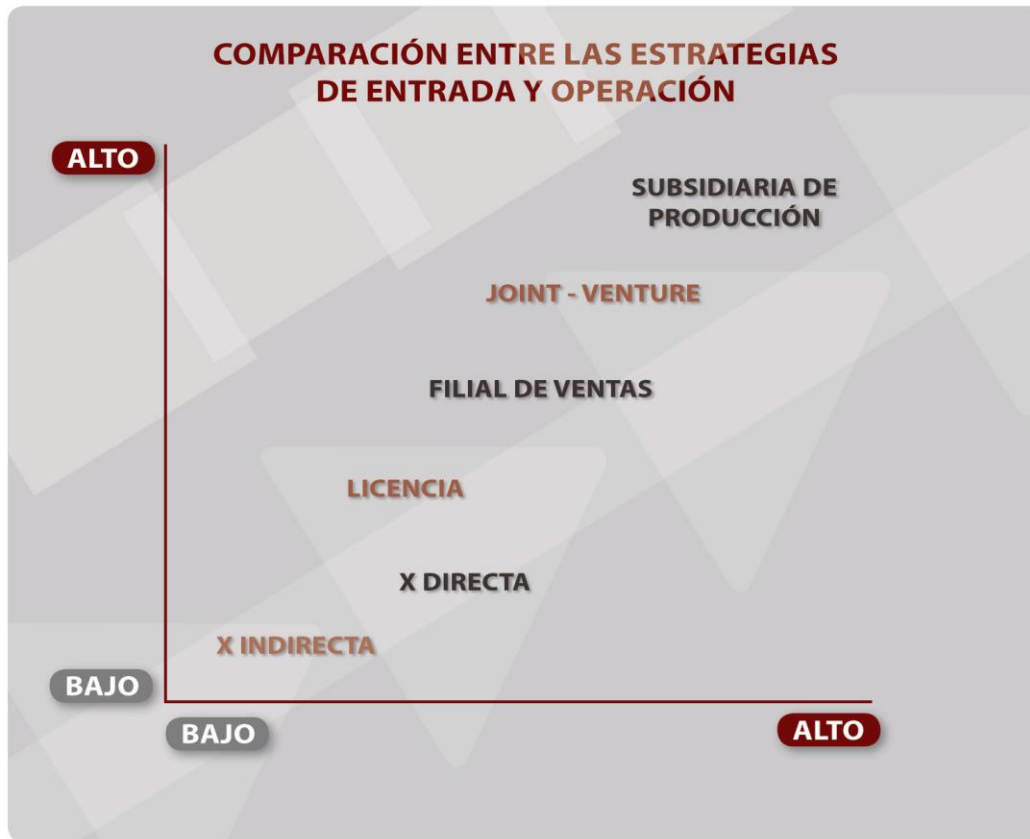 COMPARACIÓN ENTRE LAS ESTRATEGIAS
DE ENTRADA Y OPERACIÓN
ALTO
SUBSIDIARIA DE
PRODUCCIÓN
JOINT - VENTURE
FILIAL DE VENTAS
LICENCIA
X DIRECTA
X INDIRECTA
BAJO
BAJO
ALTO